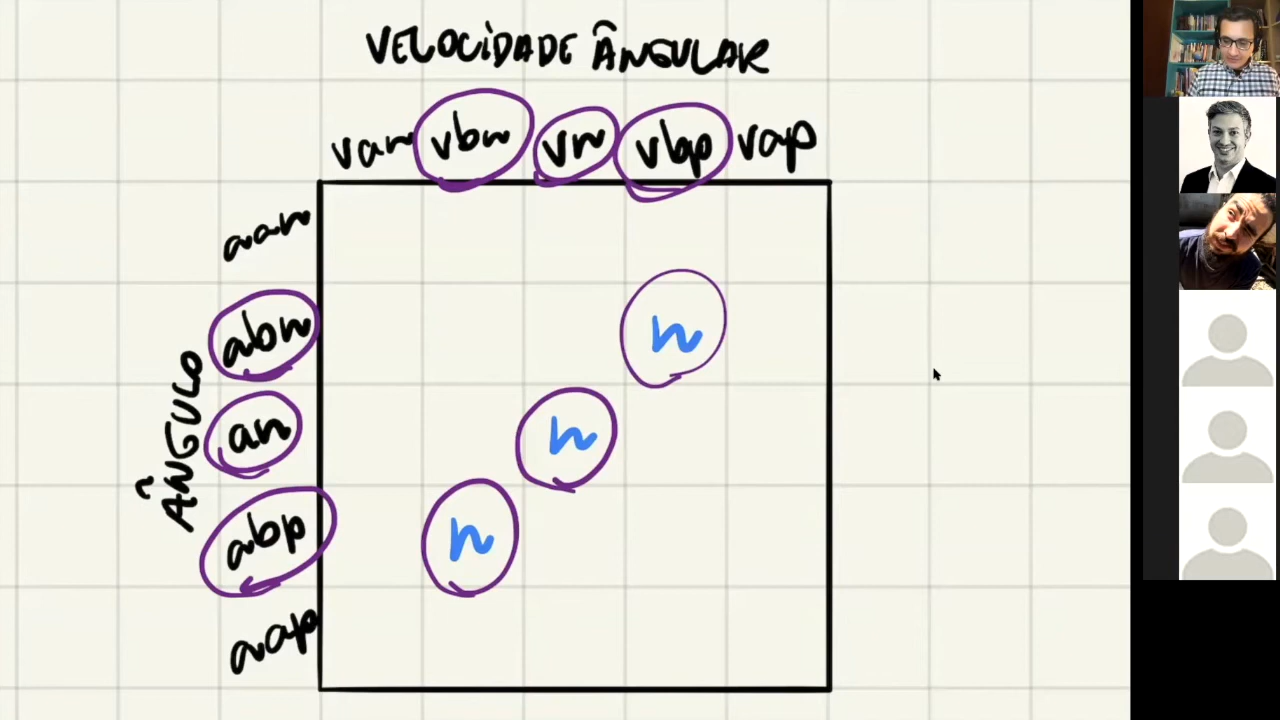 VELOCIDADE ÂNGULAR
van vbn vn vbp vap
aan
abn n
ÂNGULO
an n
abp n
aap